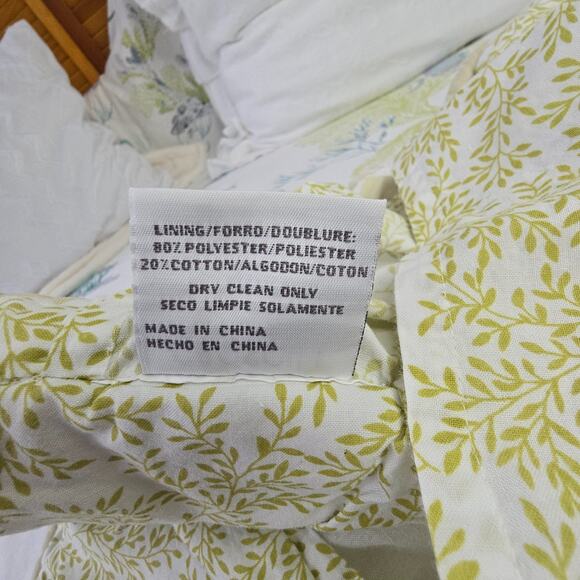 LINING/FORRO/DOUBLURE:
80% POLYESTER/POLIESTER
20% COTTON/ALGODON/COTON
DRY CLEAN ONLY
SECO LIMPIE SOLAMENTE
MADE IN CHINA
HECHO EN CHINA